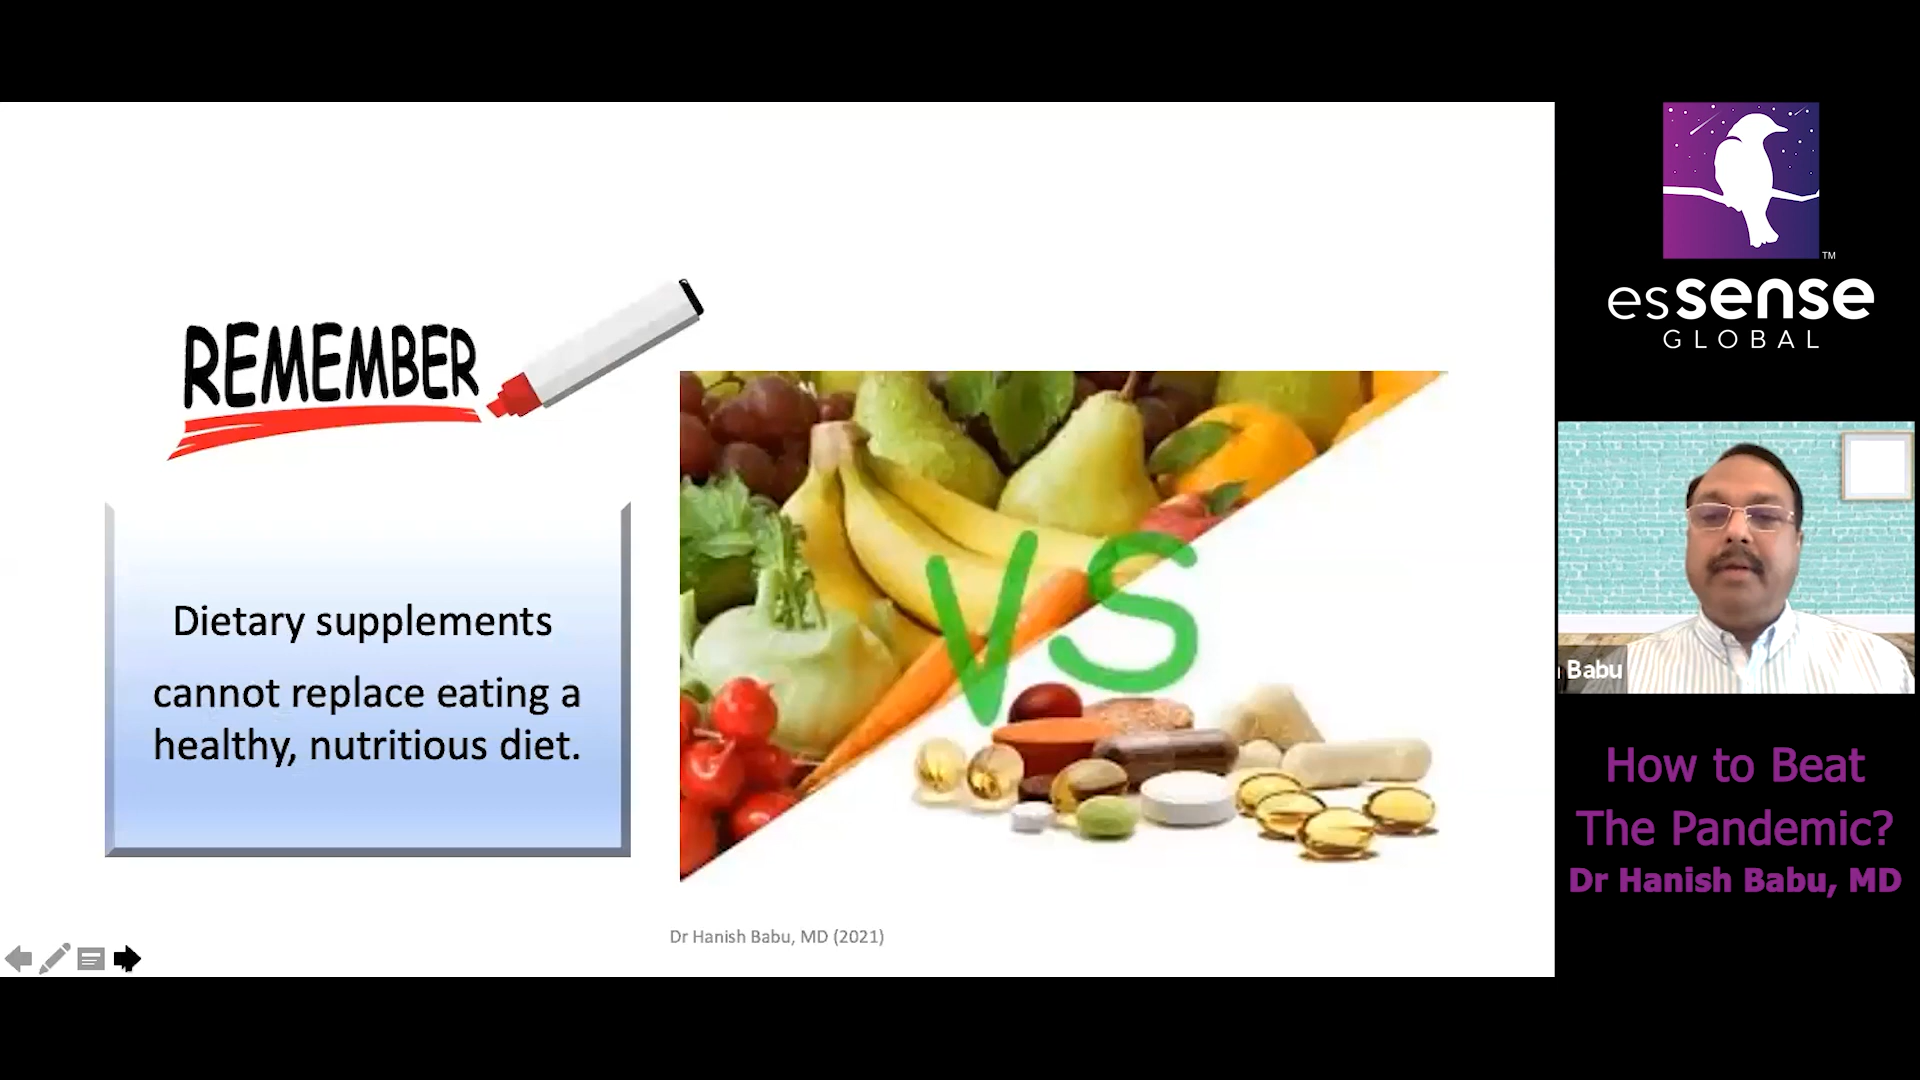 REMEMBER
Dietary supplements
cannot replace eating a
healthy, nutritious diet.
VS
Dr Hanish Babu, MD (2021)
TM
esSense
GLOBAL
Babu
How to Beat
The Pandemic?
Dr Hanish Babu, MD